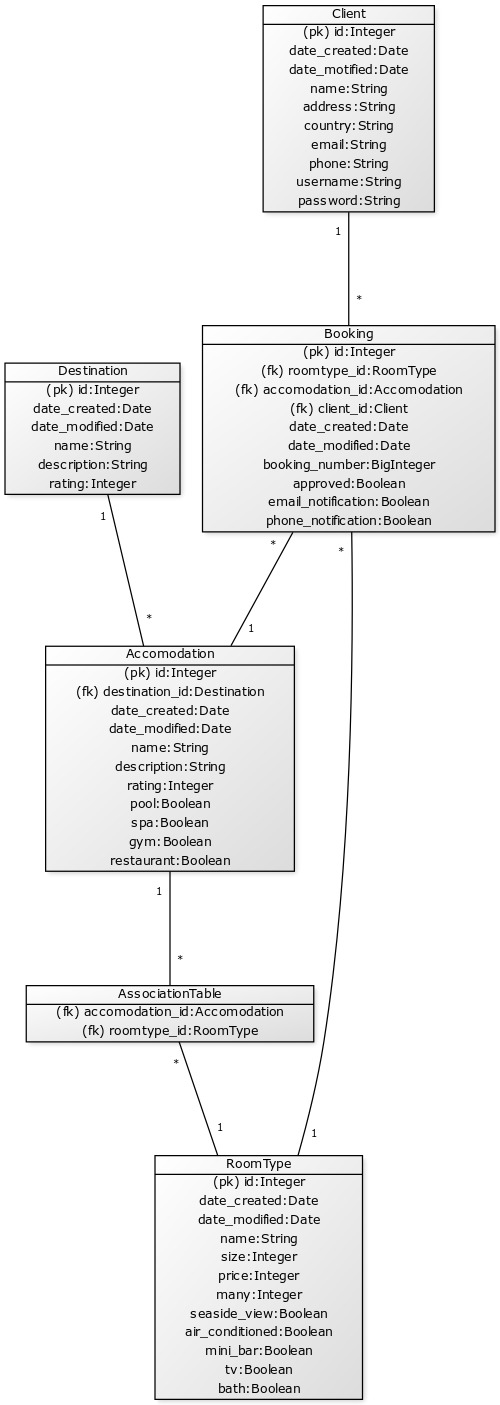 Client
(pk) id:Integer
date_created:Date
date_motified:Date
name:String
address:String
country:String
email:String
phone:String
username:String
password:String
1
*
Booking
(pk) id:Integer
(fk) roomtype_id:RoomType
(fk) accomodation_id:Accomodation
(fk) client_id:Client
date_created:Date
date_modified:Date
booking_number:BigInteger
approved:Boolean
email_notification:Boolean
phone_notification:Boolean
Destination
(pk) id:Integer
date_created:Date
date_modified:Date
name:String
description:String
rating:Integer
1
*
*
1
*
1
Accomodation
(pk) id:Integer
(fk) destination_id:Destination
date_created:Date
date_modified:Date
name:String
description:String
rating:Integer
pool:Boolean
spa:Boolean
gym:Boolean
restaurant:Boolean
1
*
AssociationTable
(fk) accomodation_id:Accomodation
(fk) roomtype_id:RoomType
*
1
RoomType
(pk) id:Integer
date_created:Date
date_modified:Date
name:String
size:Integer
price:Integer
many:Integer
seaside_view:Boolean
air_conditioned:Boolean
mini_bar:Boolean
tv:Boolean
bath:Boolean